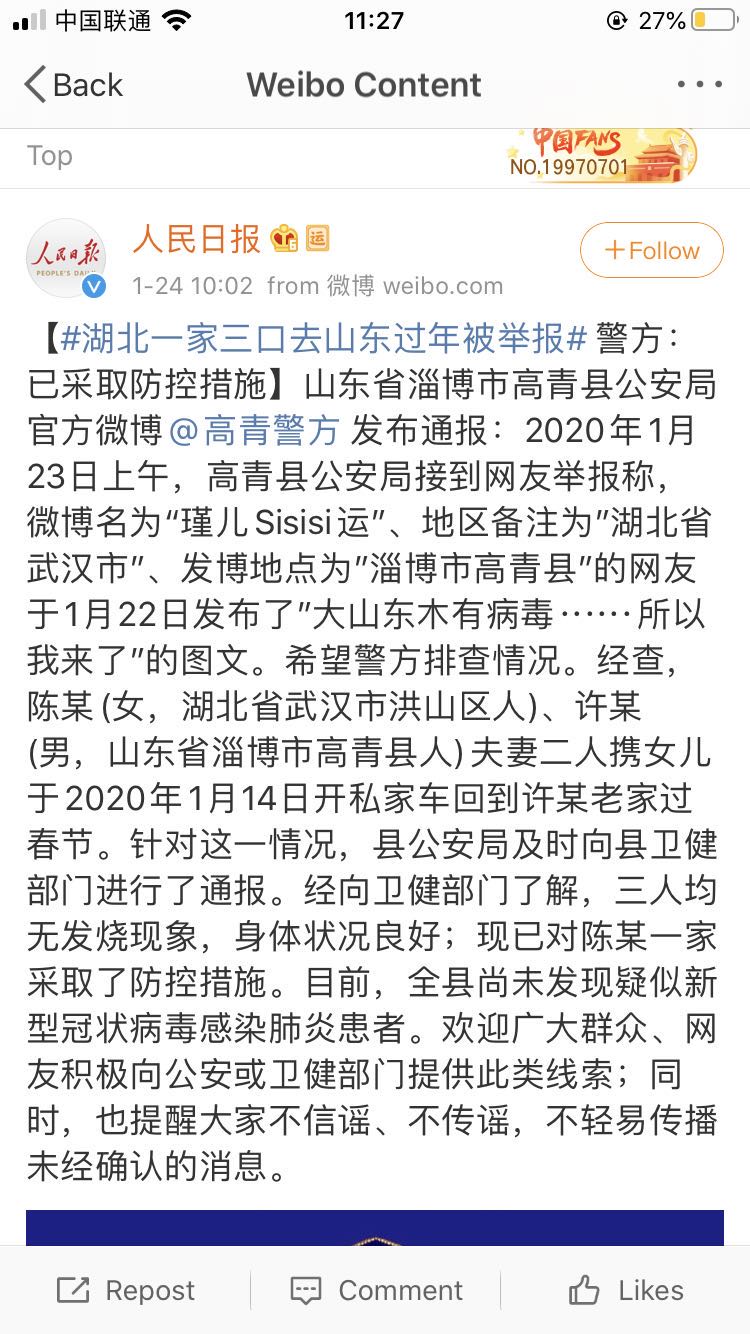 中国联通
11:27
27%
Back
Weibo Content
Top
中国FANS
NO.19970701
人民日报
PEOPLE'S DAILY
人民日报
6
运
+Follow
1-24 10:02 from 微博 weibo.com
【#湖北一家三口去山东过年被举报# 警方：
已采取防控措施】山东省淄博市高青县公安局
官方微博@高青警方 发布通报：2020年1月
23日上午，高青县公安局接到网友举报称，
微博名为“瑾儿Sisisi运”、地区备注为”湖北省
武汉市”、发博地点为”淄博市高青县”的网友
于1月22日发布了”大山东木有病毒……所以
我来了”的图文。希望警方排查情况。经查，
陈某(女，湖北省武汉市洪山区人)、许某
(男，山东省淄博市高青县人)夫妻二人携女儿
于2020年1月14日开私家车回到许某老家过
春节。针对这一情况，县公安局及时向县卫健
部门进行了通报。经向卫健部门了解，三人均
无发烧现象，身体状况良好；现已对陈某一家
采取了防控措施。目前，全县尚未发现疑似新
型冠状病毒感染肺炎患者。欢迎广大群众、网
友积极向公安或卫健部门提供此类线索；同
时，也提醒大家不信谣、不传谣，不轻易传播
未经确认的消息。
Repost
Comment
Likes